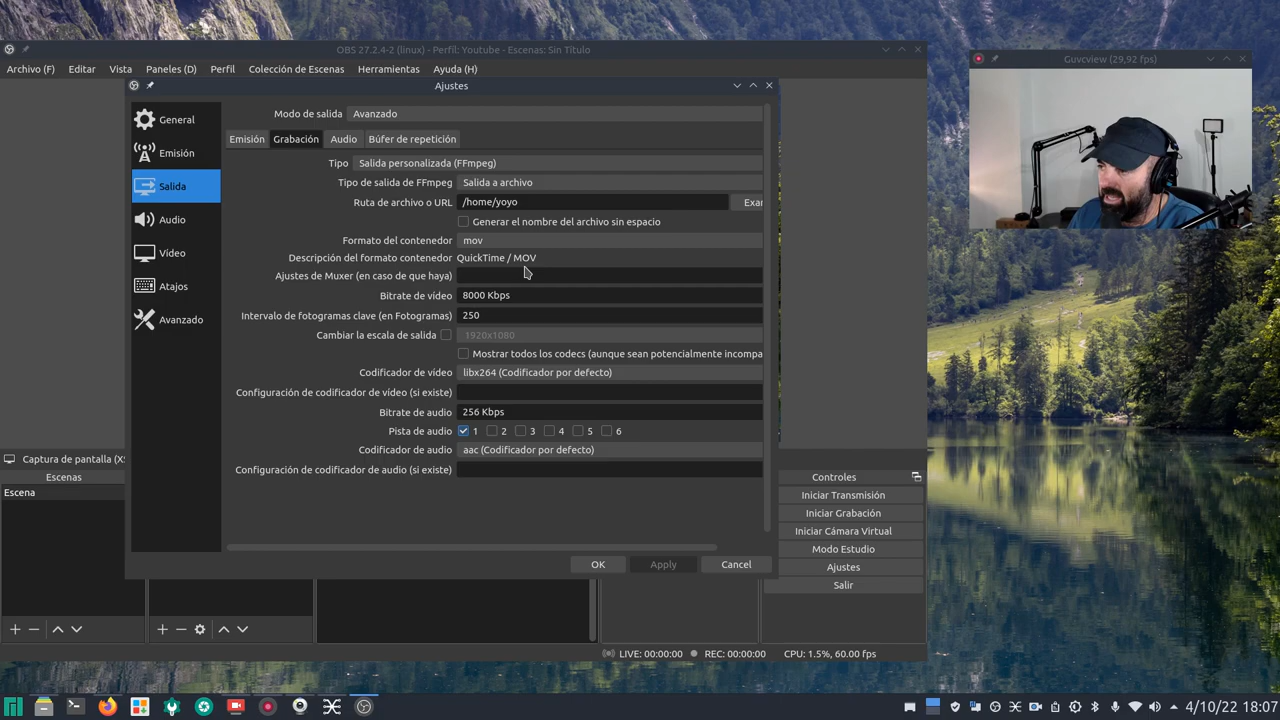 OBS 27.2.4-2 (linux) - Perfil: Youtube - Escenas: Sin Título
Archivo (F) Editar Vista Paneles (D) Perfil Colección de Escenas Herramientas Ayuda (H)
Guvcview (29,92 fps)
Ajustes
General
Emisión
Salida
Audio
Vídeo
Atajos
Avanzado
Modo de salida Avanzado
Emisión Grabación Audio Búfer de repetición
Tipo Salida personalizada (FFmpeg)
Tipo de salida de FFmpeg Salida a archivo
Ruta de archivo o URL /home/yoyo Exa
Generar el nombre del archivo sin espacio
Formato del contenedor mov
Descripción del formato contenedor QuickTime / MOV
Ajustes de Muxer (en caso de que haya)
Bitrate de vídeo 8000 Kbps
Intervalo de fotogramas clave (en Fotogramas) 250
Cambiar la escala de salida 1920x1080
Mostrar todos los codecs (aunque sean potencialmente incompa
Codificador de vídeo libx264 (Codificador por defecto)
Configuración de codificador de vídeo (si existe)
Bitrate de audio 256 Kbps
Pista de audio 1 2 3 4 5 6
Codificador de audio aac (Codificador por defecto)
Configuración de codificador de audio (si existe)
OK Apply Cancel
Captura de pantalla (XS
Escenas
Escena
Controles
Iniciar Transmisión
Iniciar Grabación
Iniciar Cámara Virtual
Modo Estudio
Ajustes
Salir
LIVE: 00:00:00 REC: 00:00:00 CPU: 1.5%, 60.00 fps
4/10/22 18:07